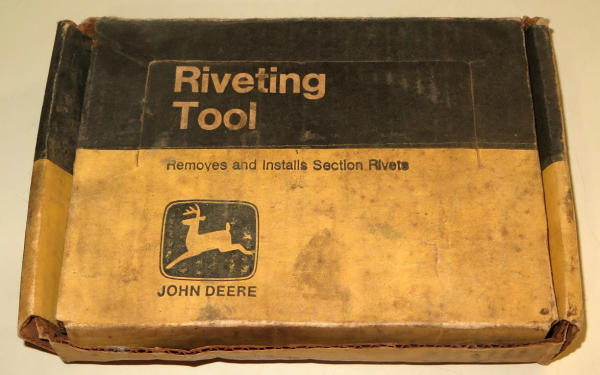 Riveting
Tool
Removes and Installs Section Rivets
JOHN DEERE